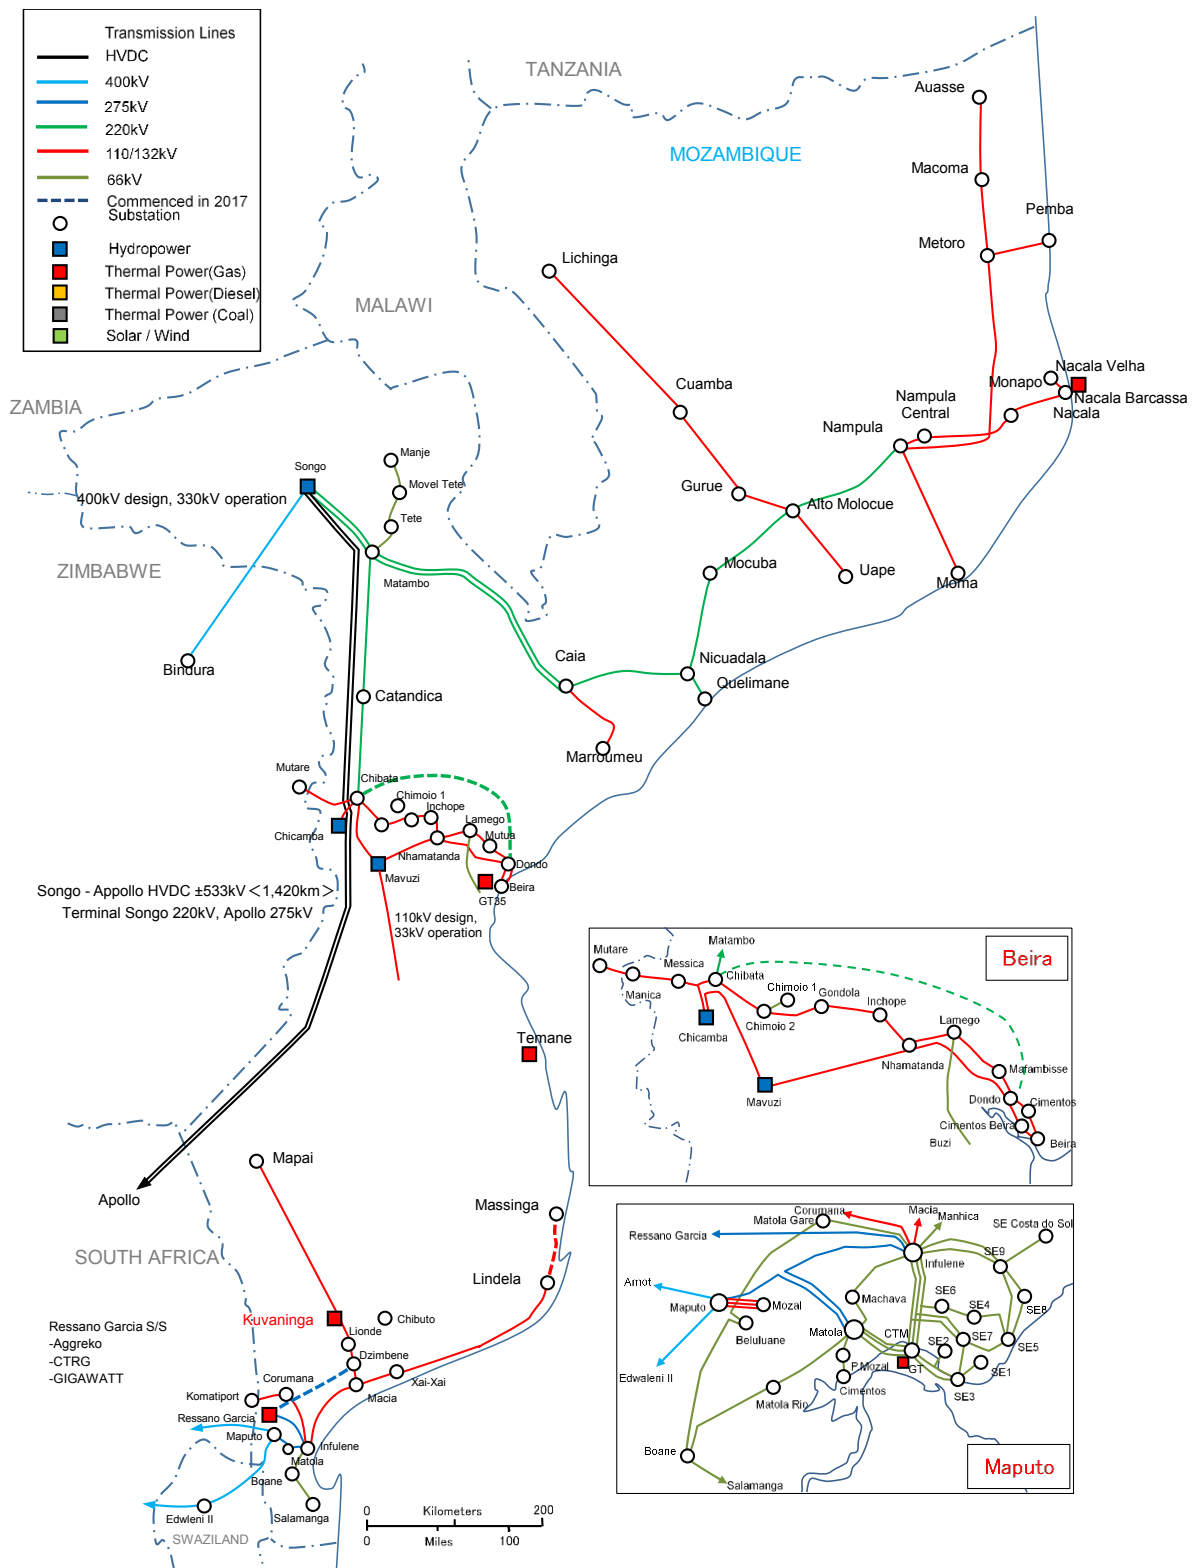 Transmission Lines
HVDC
400kV
275kV
220kV
110/132kV
66kV
Commenced in 2017
Substation
Hydropower
Thermal Power(Gas)
Thermal Power(Diesel)
Thermal Power (Coal)
Solar / Wind
TANZANIA
MOZAMBIQUE
MALAWI
ZAMBIA
ZIMBABWE
SOUTH AFRICA
SWAZILAND
Auasse
Macoma
Pemba
Metoro
Lichinga
Cuamba
Nacala Velha
Monapo
Nacala Barcassa
Nacala
Nampula
Central
Nampula
Gurue
Alto Molocue
Uape
Moma
Mocuba
Songo
400kV design, 330kV operation
Manje
Movel Tete
Tete
Matambo
Bindura
Caia
Nicuadala
Quelimane
Catandica
Marroumeu
Mutare
Chibata
Chimoio 1
Inchope
Lamego
Mutua
Chicamba
Nhamatanda
Dondo
Mavuzi
Beira
GT35
Songo - Appollo HVDC ±533kV＜1,420km＞
Terminal Songo 220kV, Apollo 275kV
110kV design,
33kV operation
Temane
Apollo
Mapai
Massinga
Lindela
Kuvaninga
Chibuto
Lionde
Dzimbene
Ressano Garcia S/S
-Aggreko
-CTRG
-GIGAWATT
Corumana
Xai-Xai
Macia
Komatiport
Ressano Garcia
Maputo
Infulene
Matola
Boane
Edwleni II
Salamanga
0 Kilometers 200
0 Miles 100
Beira
Mutare
Matambo
Messica
Chibata
Manica
Chimoio 1
Gondola
Inchope
Chimoio 2
Chicamba
Lamego
Nhamatanda
Mafambisse
Mavuzi
Dondo
Cimentos
Cimentos Beira
Buzi
Beira
Corumana
Macia
Matola Gare
Manhica
SE Costa do Sol
Ressano Garcia
Infulene
SE9
Arnot
Machava
SE6
Maputo
Mozal
SE4
SE8
Beluluane
Matola
CTM
SE2
SE7
SE5
P.Mozal
GT
SE1
Edwaleni II
Cimentos
Matola Rio
SE3
Boane
Salamanga
Maputo